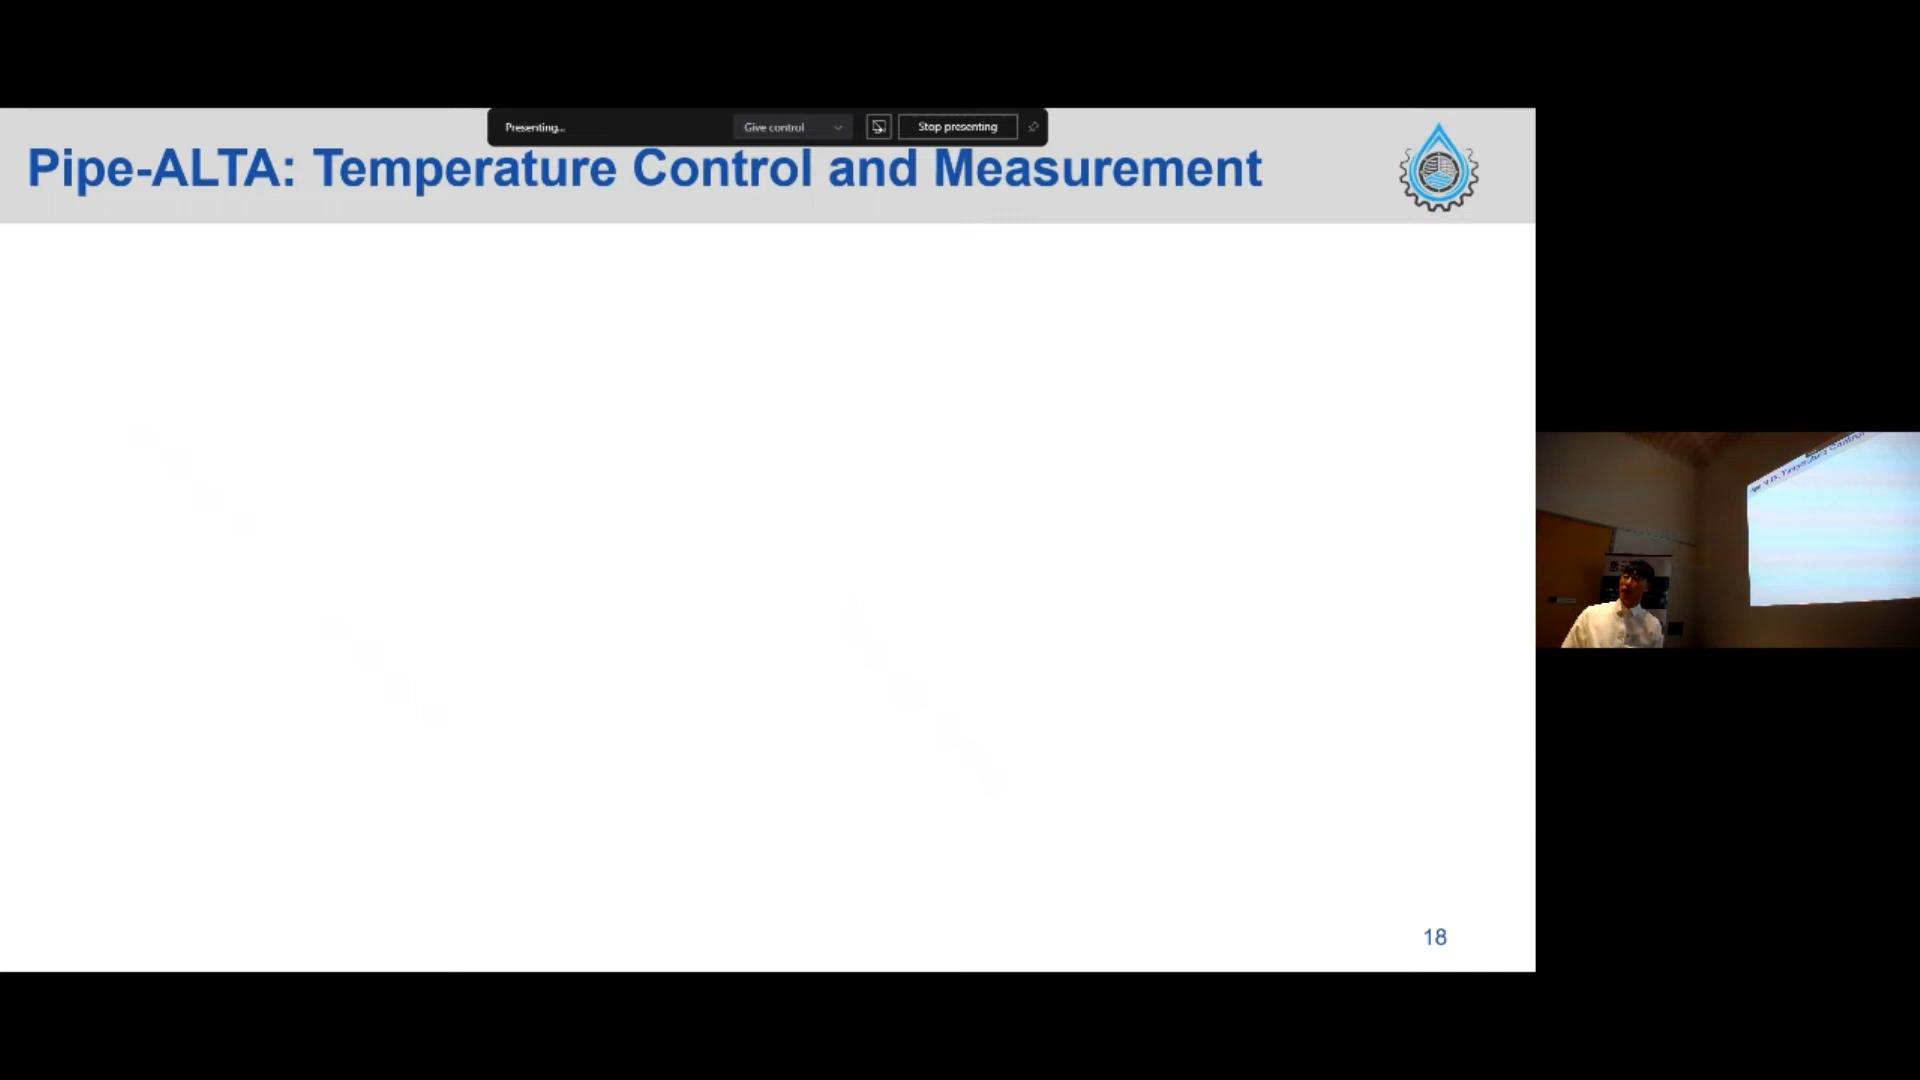 Presenting...
Give control
Stop presenting
Pipe-ALTA: Temperature Control and Measurement
18